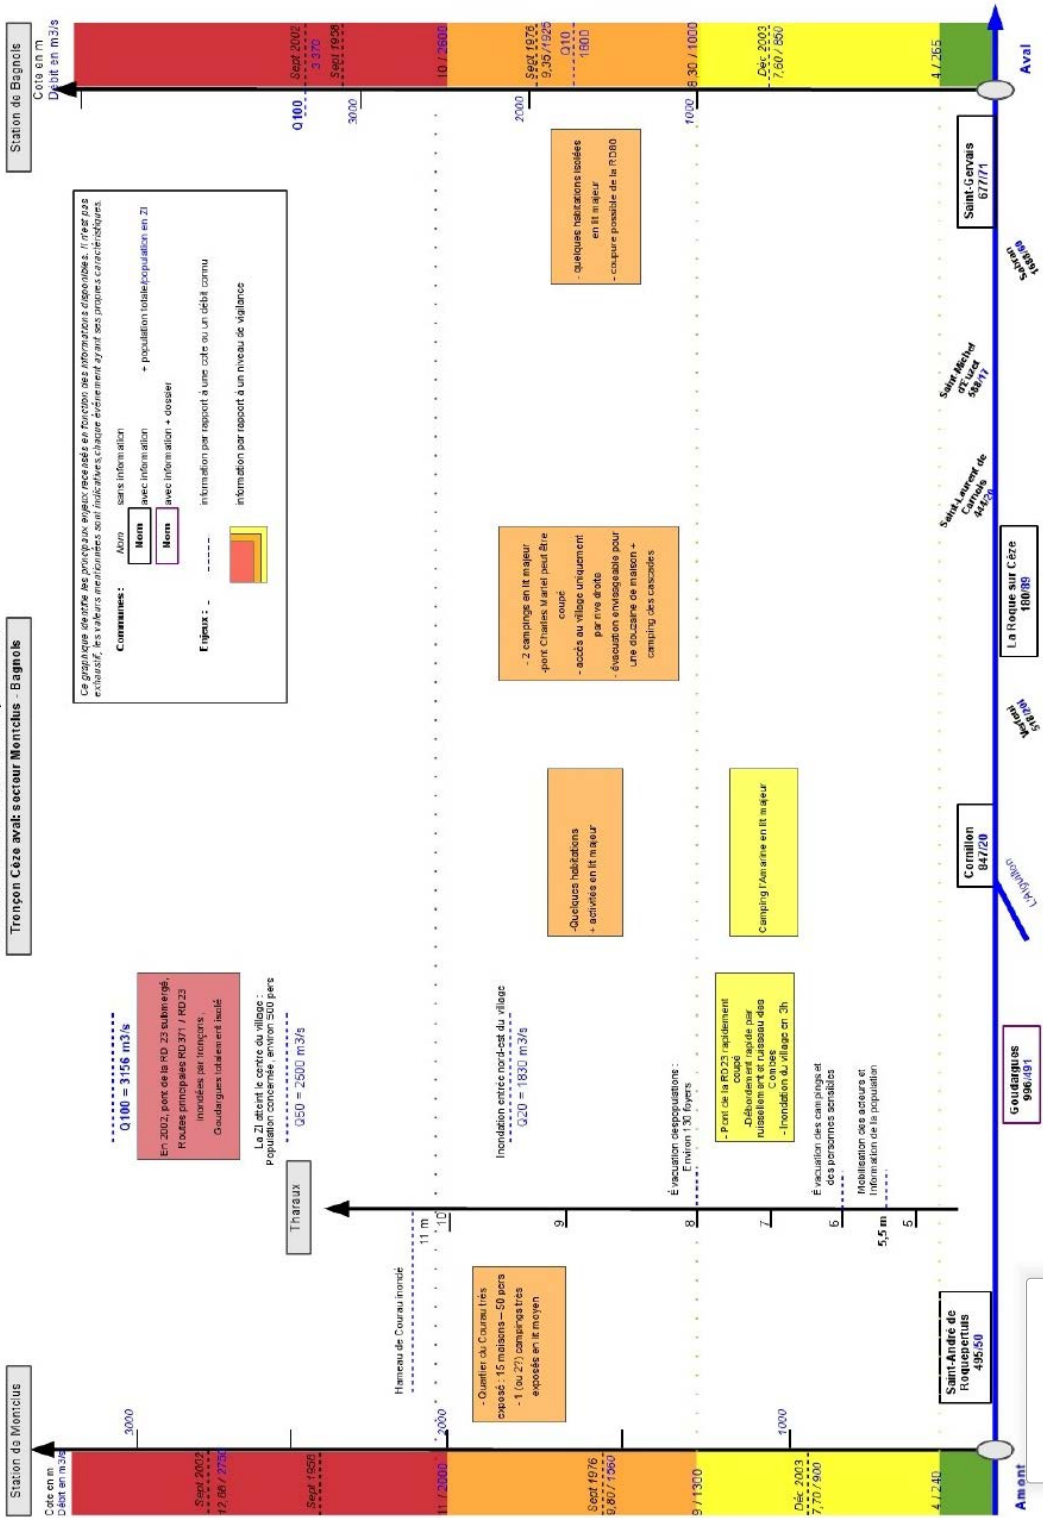 Tronçon Cèze aval: secteur Montclus - Bagnols
Station de Montclus
Cote en m
Débit en m3/s
3000
Sept 2002
12,66 / 2750
Sept 1958
11 / 2000
2000
Sept 1976
9,80 / 1560
9 / 1300
1000
Déc 2003
7,70 / 900
4 / 240
Amont
Hameau de Courau inondé
- Quartier du Courau très
exposé : 15 maisons – 50 pers
- 1 (ou 2?) campings très
exposés en lit moyen
Saint-André de
Roquepertuis
495/50
Tharaux
11 m
10
9
8
7
6
5,5 m
5
Q100 = 3156 m3/s
En 2002, pont de la RD 23 submergé,
Routes principales RD371 / RD23
inondées par tronçons,
Goudargues totalement isolé
La ZI atteint le centre du village :
Population concernée, environ 500 pers
Q50 = 2500 m3/s
Inondation entrée nord-est du village
Q20 = 1830 m3/s
Évacuation des populations :
Environ 130 foyers
- Pont de la RD23 rapidement
coupé
-Débordement rapide par
ruissellement et ruisseau des
Combes
- Inondation du village en 3h
Évacuation des campings et
des personnes sensibles
Mobilisation des acteurs et
Information de la population
Goudargues
996/491
-Quelques habitations
+ activités en lit majeur
Camping l'Amarine en lit majeur
Cornillon
847/20
L'Aiguillon
Verfeuil
518/201
- 2 campings en lit majeur
-pont Charles Martel peut être
coupé
- accès au village uniquement
par rive droite
- évacuation envisageable pour
une douzaine de maison +
camping des cascades
La Roque sur Cèze
180/89
Saint-Laurent de
Carnols
444/20
Saint-Michel
d'Euzet
588/17
Sabran
1688/60
Ce graphique identifie les principaux enjeux recensés en fonction des informations disponibles. Il n'est pas
exhaustif, les valeurs mentionnées sont indicatives,chaque événement ayant ses propres caractéristiques.
Communes :
Nom sans information
Nom avec information + population totale/population en ZI
Nom avec information + dossier
Enjeux : _
information par rapport à une cote ou un débit connu
information par rapport à un niveau de vigilance
- quelques habitations isolées
en lit majeur
- coupure possible de la RD980
Saint-Gervais
677/71
Station de Bagnols
Cote en m
Débit en m3/s
Q100
Sept 2002
3 370
Sept 1958
3000
10 / 2600
2000
Sept 1976
9,35 /1925
Q10
1600
8.30 / 1000
1000
Déc 2003
7,60 / 850
4 / 265
Aval